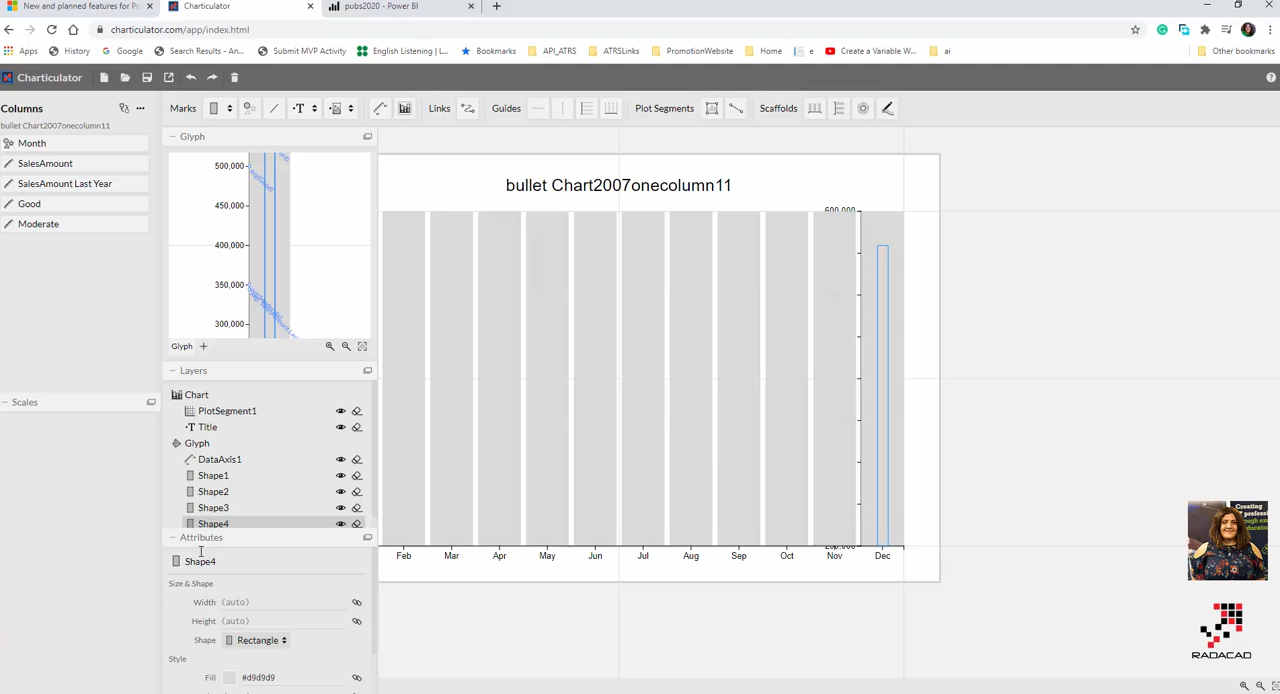 New and planned features for Po
Charticulator
pubs2020 - Power BI
charticulator.com/app/index.html
Apps
History
Google
Search Results - An...
Submit MVP Activity
English Listening | L...
Bookmarks
API_ATRS
ATRSLinks
PromotionWebsite
Home
e
Create a Variable W...
ai
Other bookmarks
Charticulator
Columns
Marks
Links
Guides
Plot Segments
Scaffolds
bullet Chart2007onecolumn11
Month
SalesAmount
SalesAmount Last Year
Good
Moderate
Scales
Glyph
500,000
450,000
400,000
350,000
300,000
Glyph
Layers
Chart
PlotSegment1
Title
Glyph
DataAxis1
Shape1
Shape2
Shape3
Shape4
Attributes
Shape4
Size & Shape
Width (auto)
Height (auto)
Shape Rectangle
Style
Fill #d9d9d9
bullet Chart2007onecolumn11
600,000
Feb Mar Apr May Jun Jul Aug Sep Oct Nov Dec
Creating
of professio
RADACAD